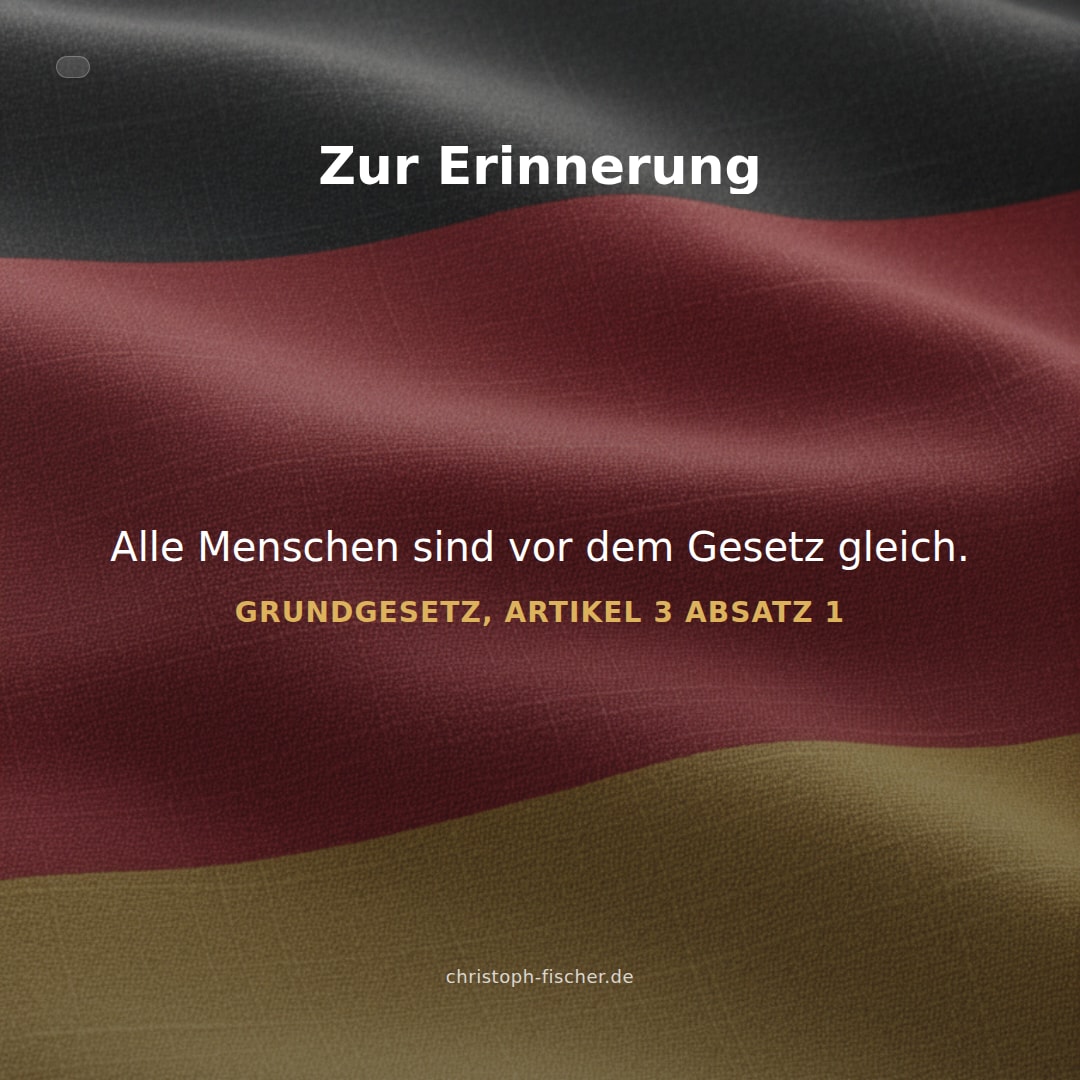 Zur Erinnerung
Alle Menschen sind vor dem Gesetz gleich.
GRUNDGESETZ, ARTIKEL 3 ABSATZ 1
christoph-fischer.de